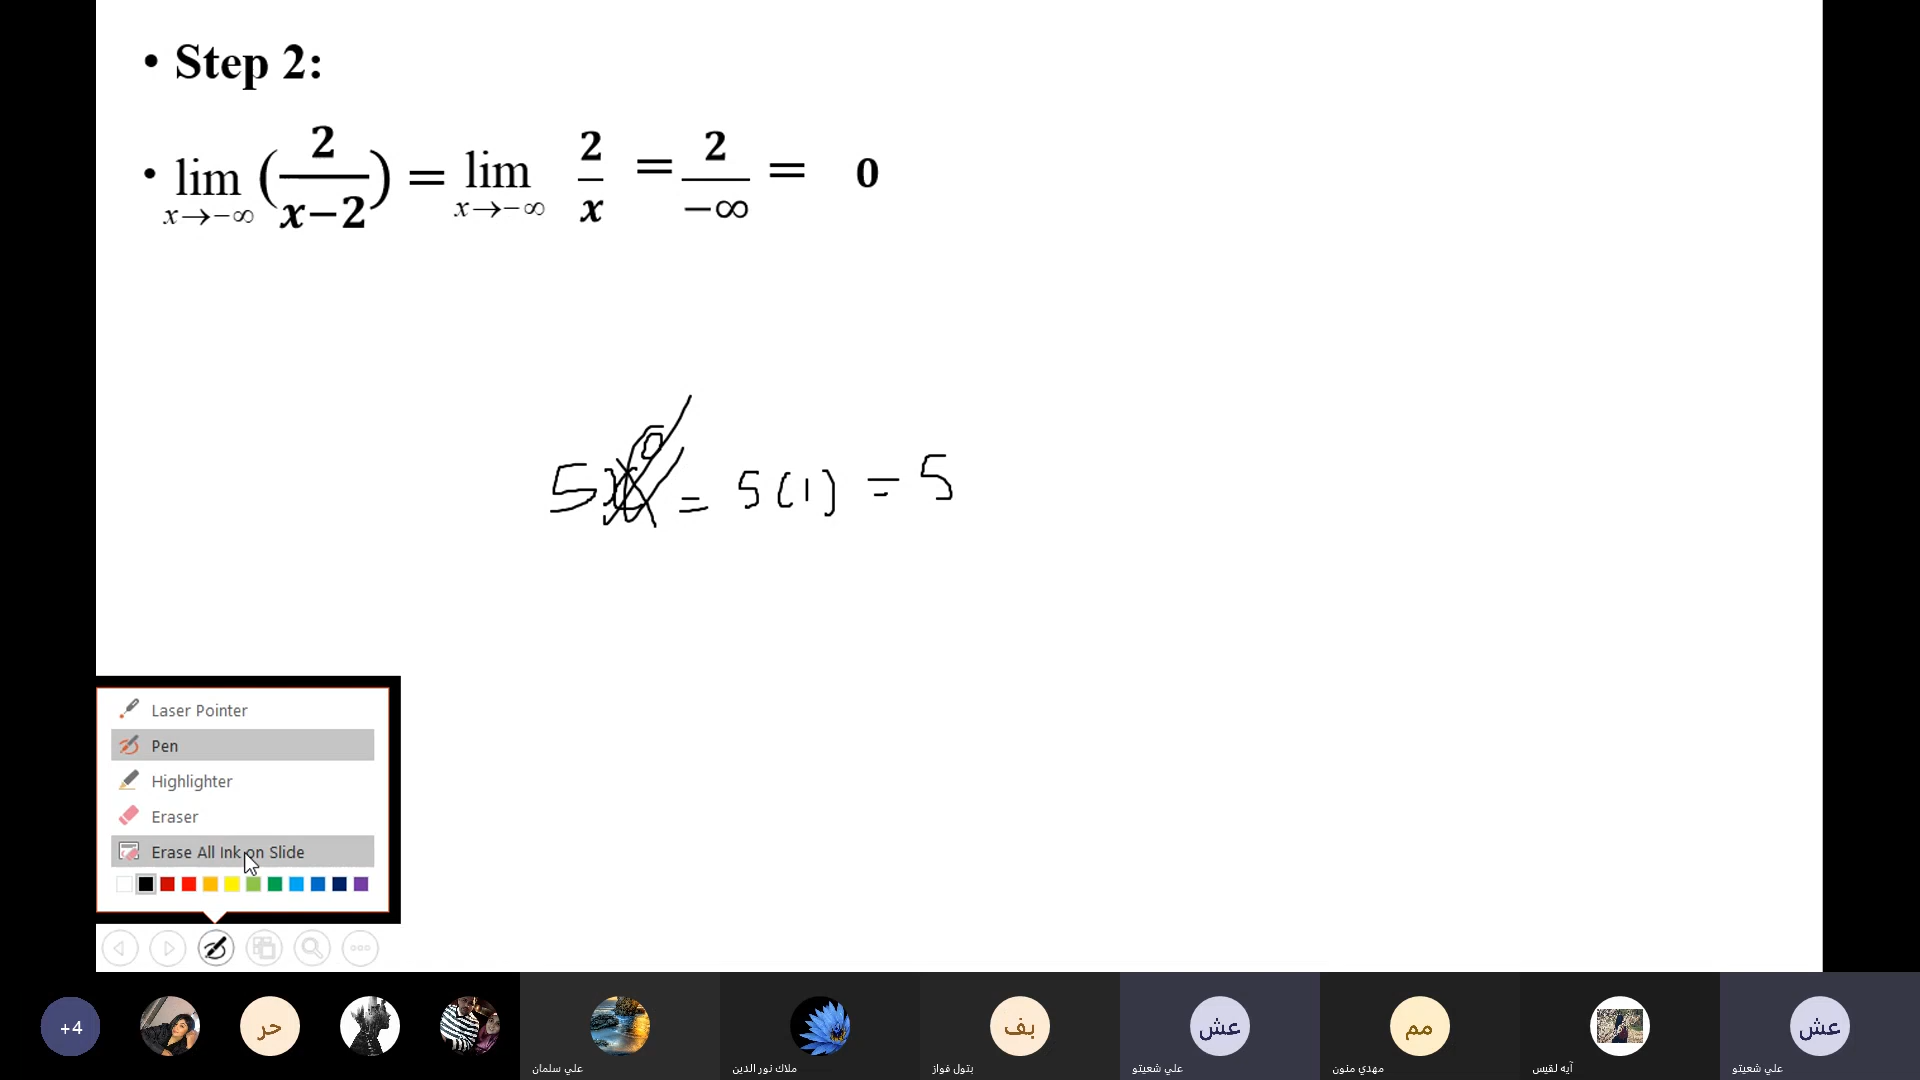 • Step 2:
• lim x→−∞ (2/(x−2)) = lim x→−∞ 2/x = 2/−∞ = 0
5x⁰ = 5(1) = 5
Laser Pointer
Pen
Highlighter
Eraser
Erase All Ink on Slide
+4
حر
بف
عش
مم
عش
علي سلمان
ملاك نور الدين
بتول فواز
علي شعيتو
مهدي منون
آيه لقيس
علي شعيتو